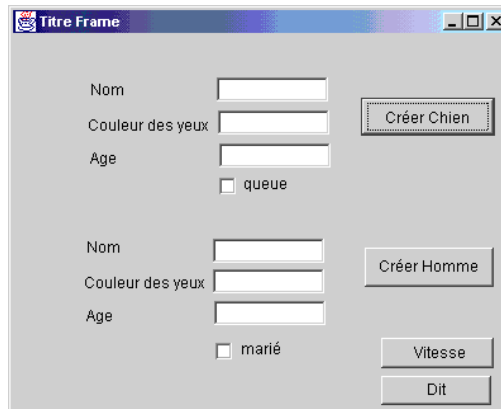 Titre Frame
Nom
Couleur des yeux
Créer Chien
Age
queue
Nom
Couleur des yeux
Créer Homme
Age
marié
Vitesse
Dit